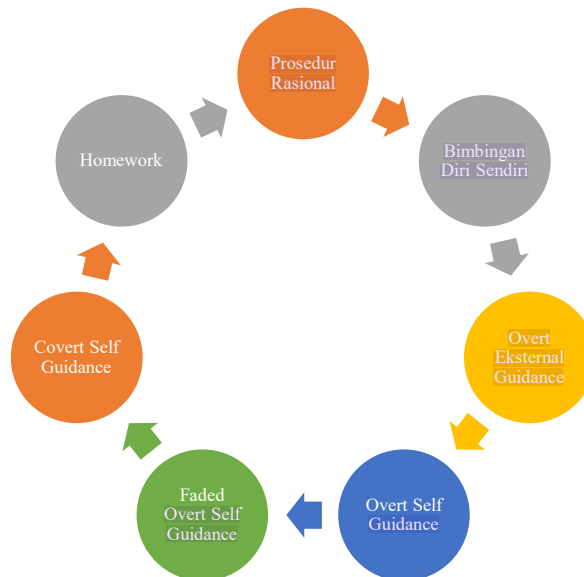 Prosedur
Rasional
Bimbingan
Diri Sendiri
Overt
Eksternal
Guidance
Overt Self
Guidance
Faded
Overt Self
Guidance
Covert Self
Guidance
Homework